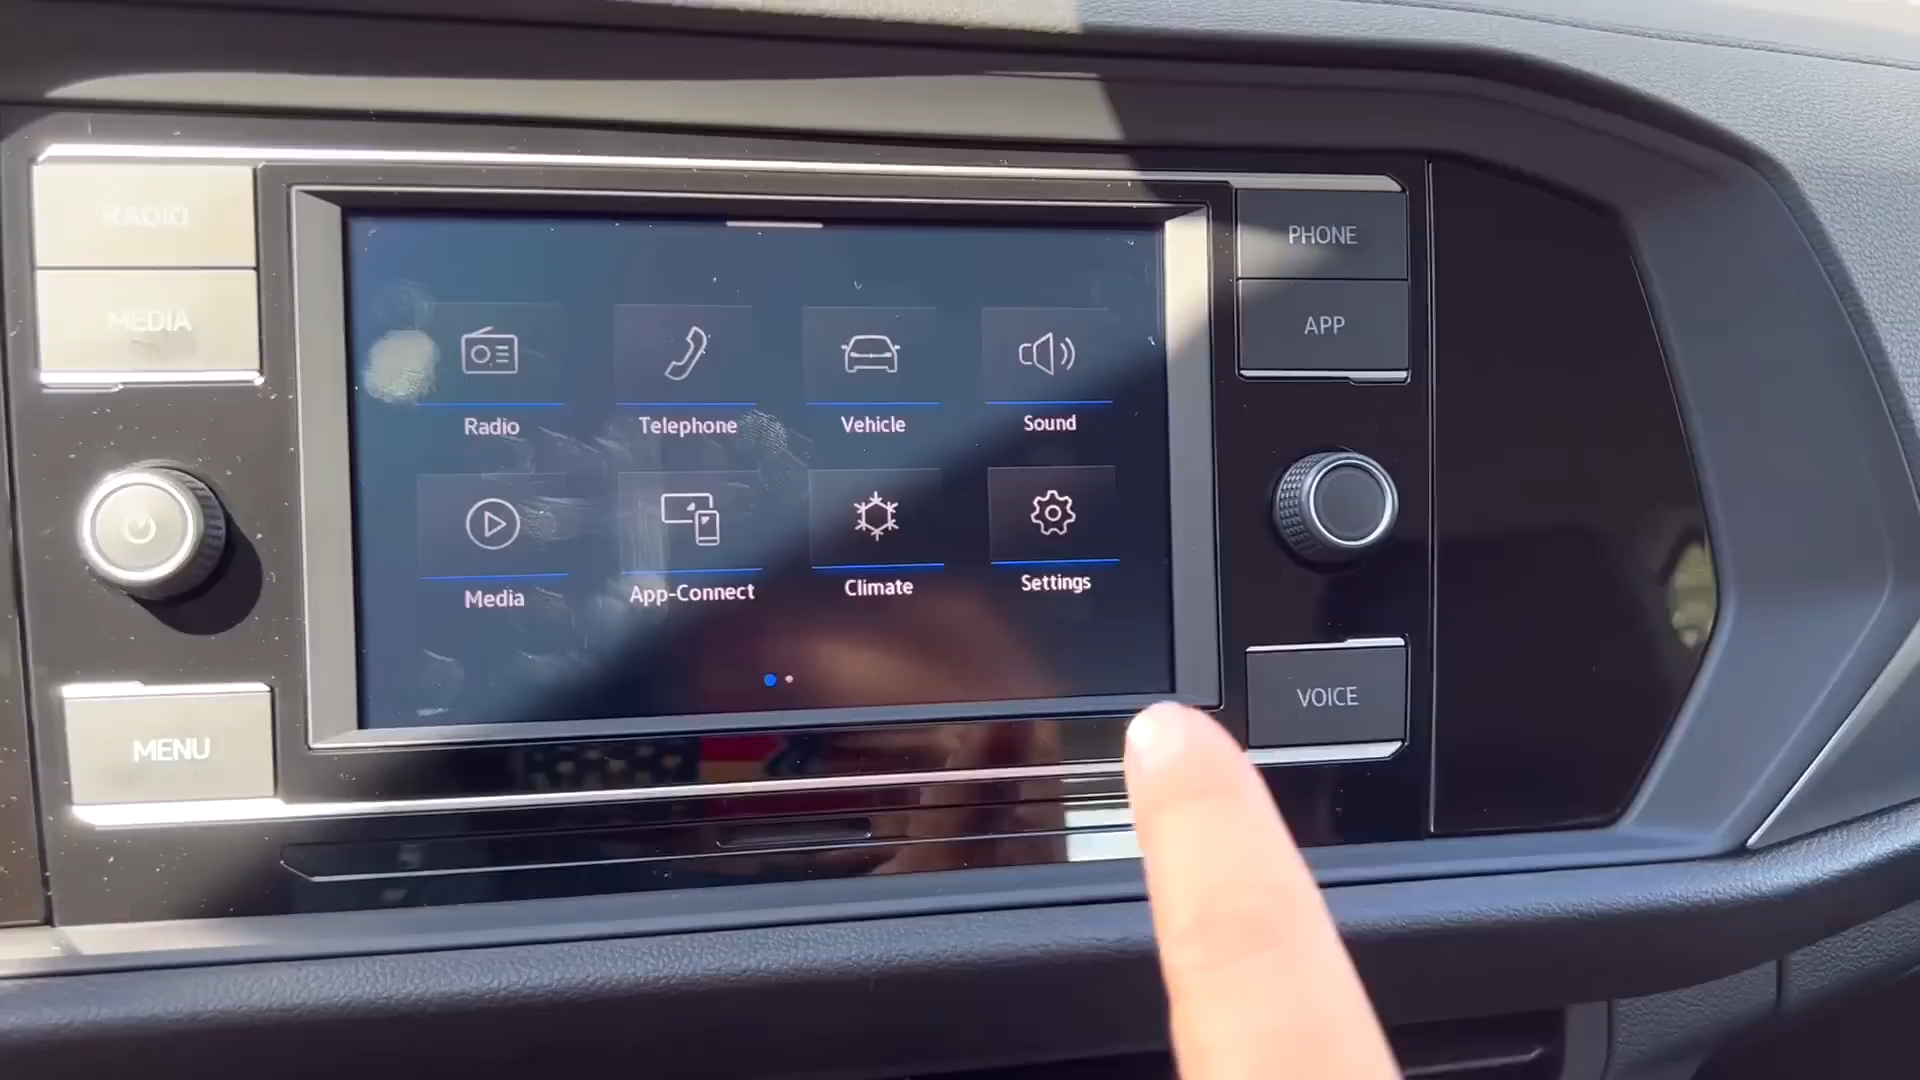 RADIO
MEDIA
MENU
Radio
Telephone
Vehicle
Sound
Media
App-Connect
Climate
Settings
PHONE
APP
VOICE